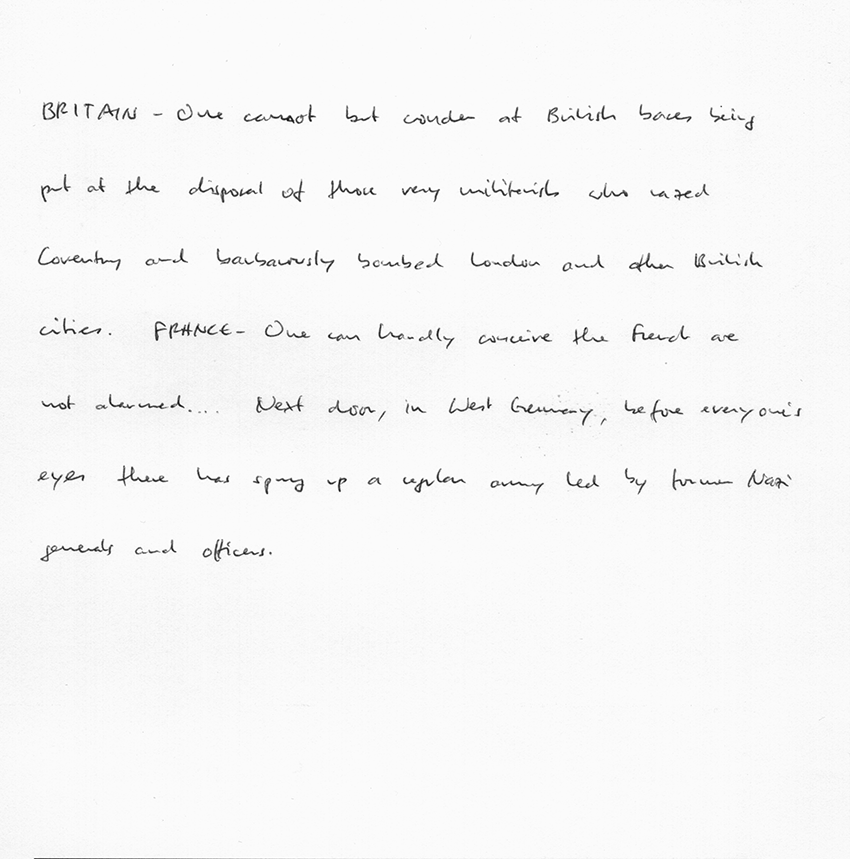 BRITAIN - One cannot but wonder at British bases being
put at the disposal of those very militarists who razed
Coventry and barbarously bombed London and other British
cities. FRANCE - One can hardly conceive the French are
not alarmed.... Next door, in West Germany, before everyone's
eyes there has sprung up a regular army led by former Nazi
generals and officers.